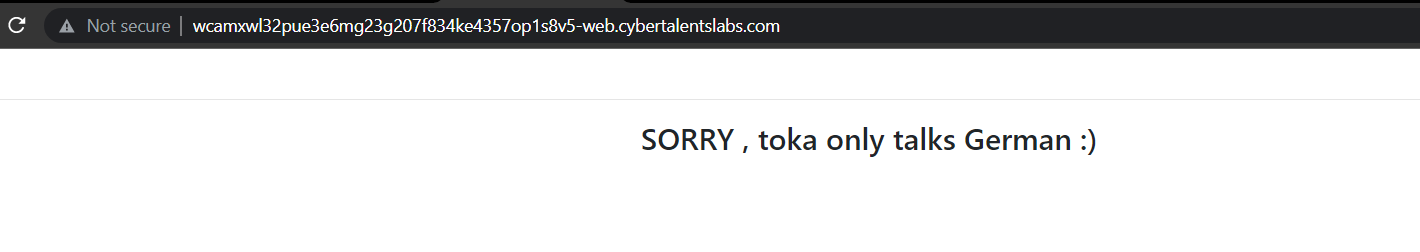 Not secure | wcamxwl32pue3e6mg23g207f834ke4357op1s8v5-web.cybertalentslabs.com
SORRY , toka only talks German :)